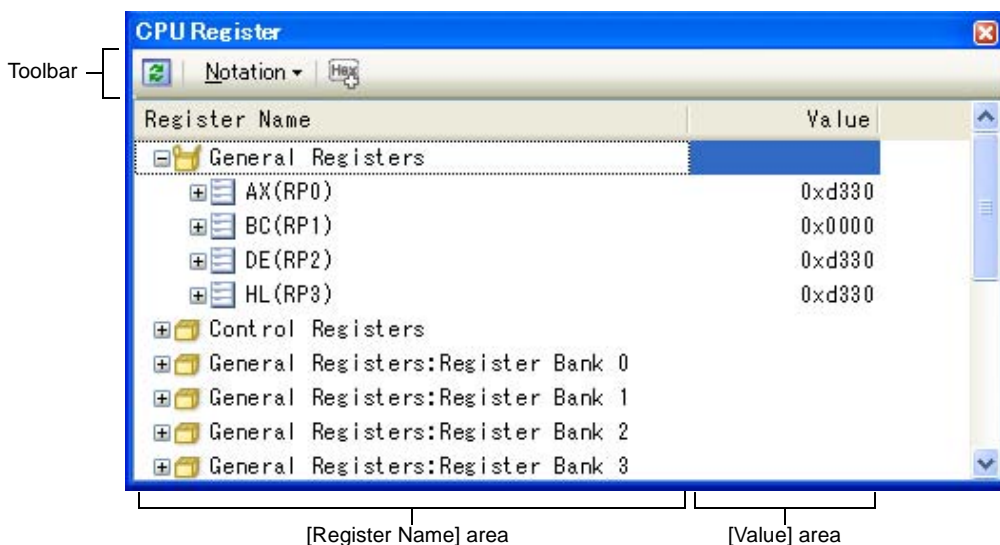 CPU Register
Toolbar
Notation
Hex
Register Name Value
General Registers
AX(RP0) 0xd330
BC(RP1) 0x0000
DE(RP2) 0xd330
HL(RP3) 0xd330
Control Registers
General Registers:Register Bank 0
General Registers:Register Bank 1
General Registers:Register Bank 2
General Registers:Register Bank 3
[Register Name] area [Value] area